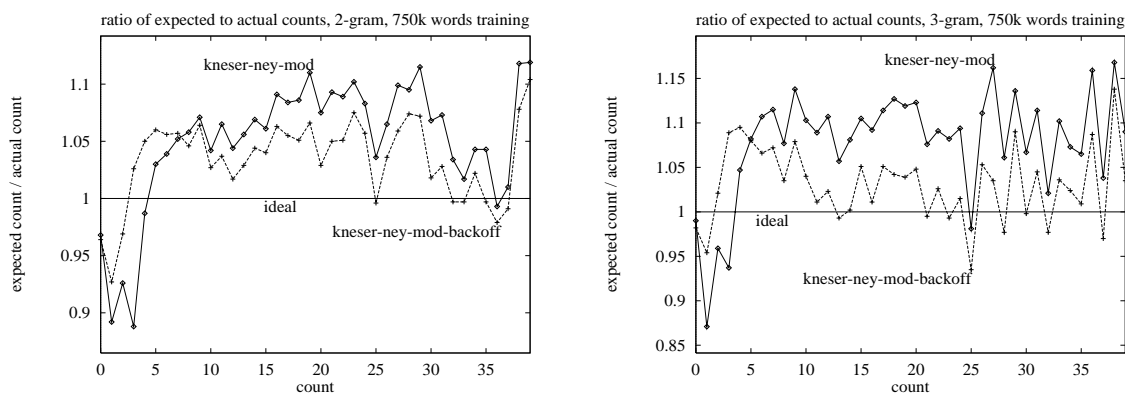 ratio of expected to actual counts, 2-gram, 750k words training
expected count / actual count
1.1
1.05
1
0.95
0.9
kneser-ney-mod
ideal
kneser-ney-mod-backoff
0 5 10 15 20 25 30 35
count
ratio of expected to actual counts, 3-gram, 750k words training
expected count / actual count
1.15
1.1
1.05
1
0.95
0.9
0.85
kneser-ney-mod
ideal
kneser-ney-mod-backoff
0 5 10 15 20 25 30 35
count